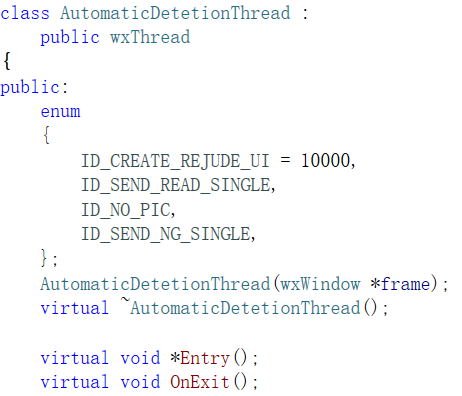 class AutomaticDetetionThread :
    public wxThread
{
public:
    enum
    {
        ID_CREATE_REJUDE_UI = 10000,
        ID_SEND_READ_SINGLE,
        ID_NO_PIC,
        ID_SEND_NG_SINGLE,
    };
    AutomaticDetetionThread(wxWindow *frame);
    virtual ~AutomaticDetetionThread();

    virtual void *Entry();
    virtual void OnExit();